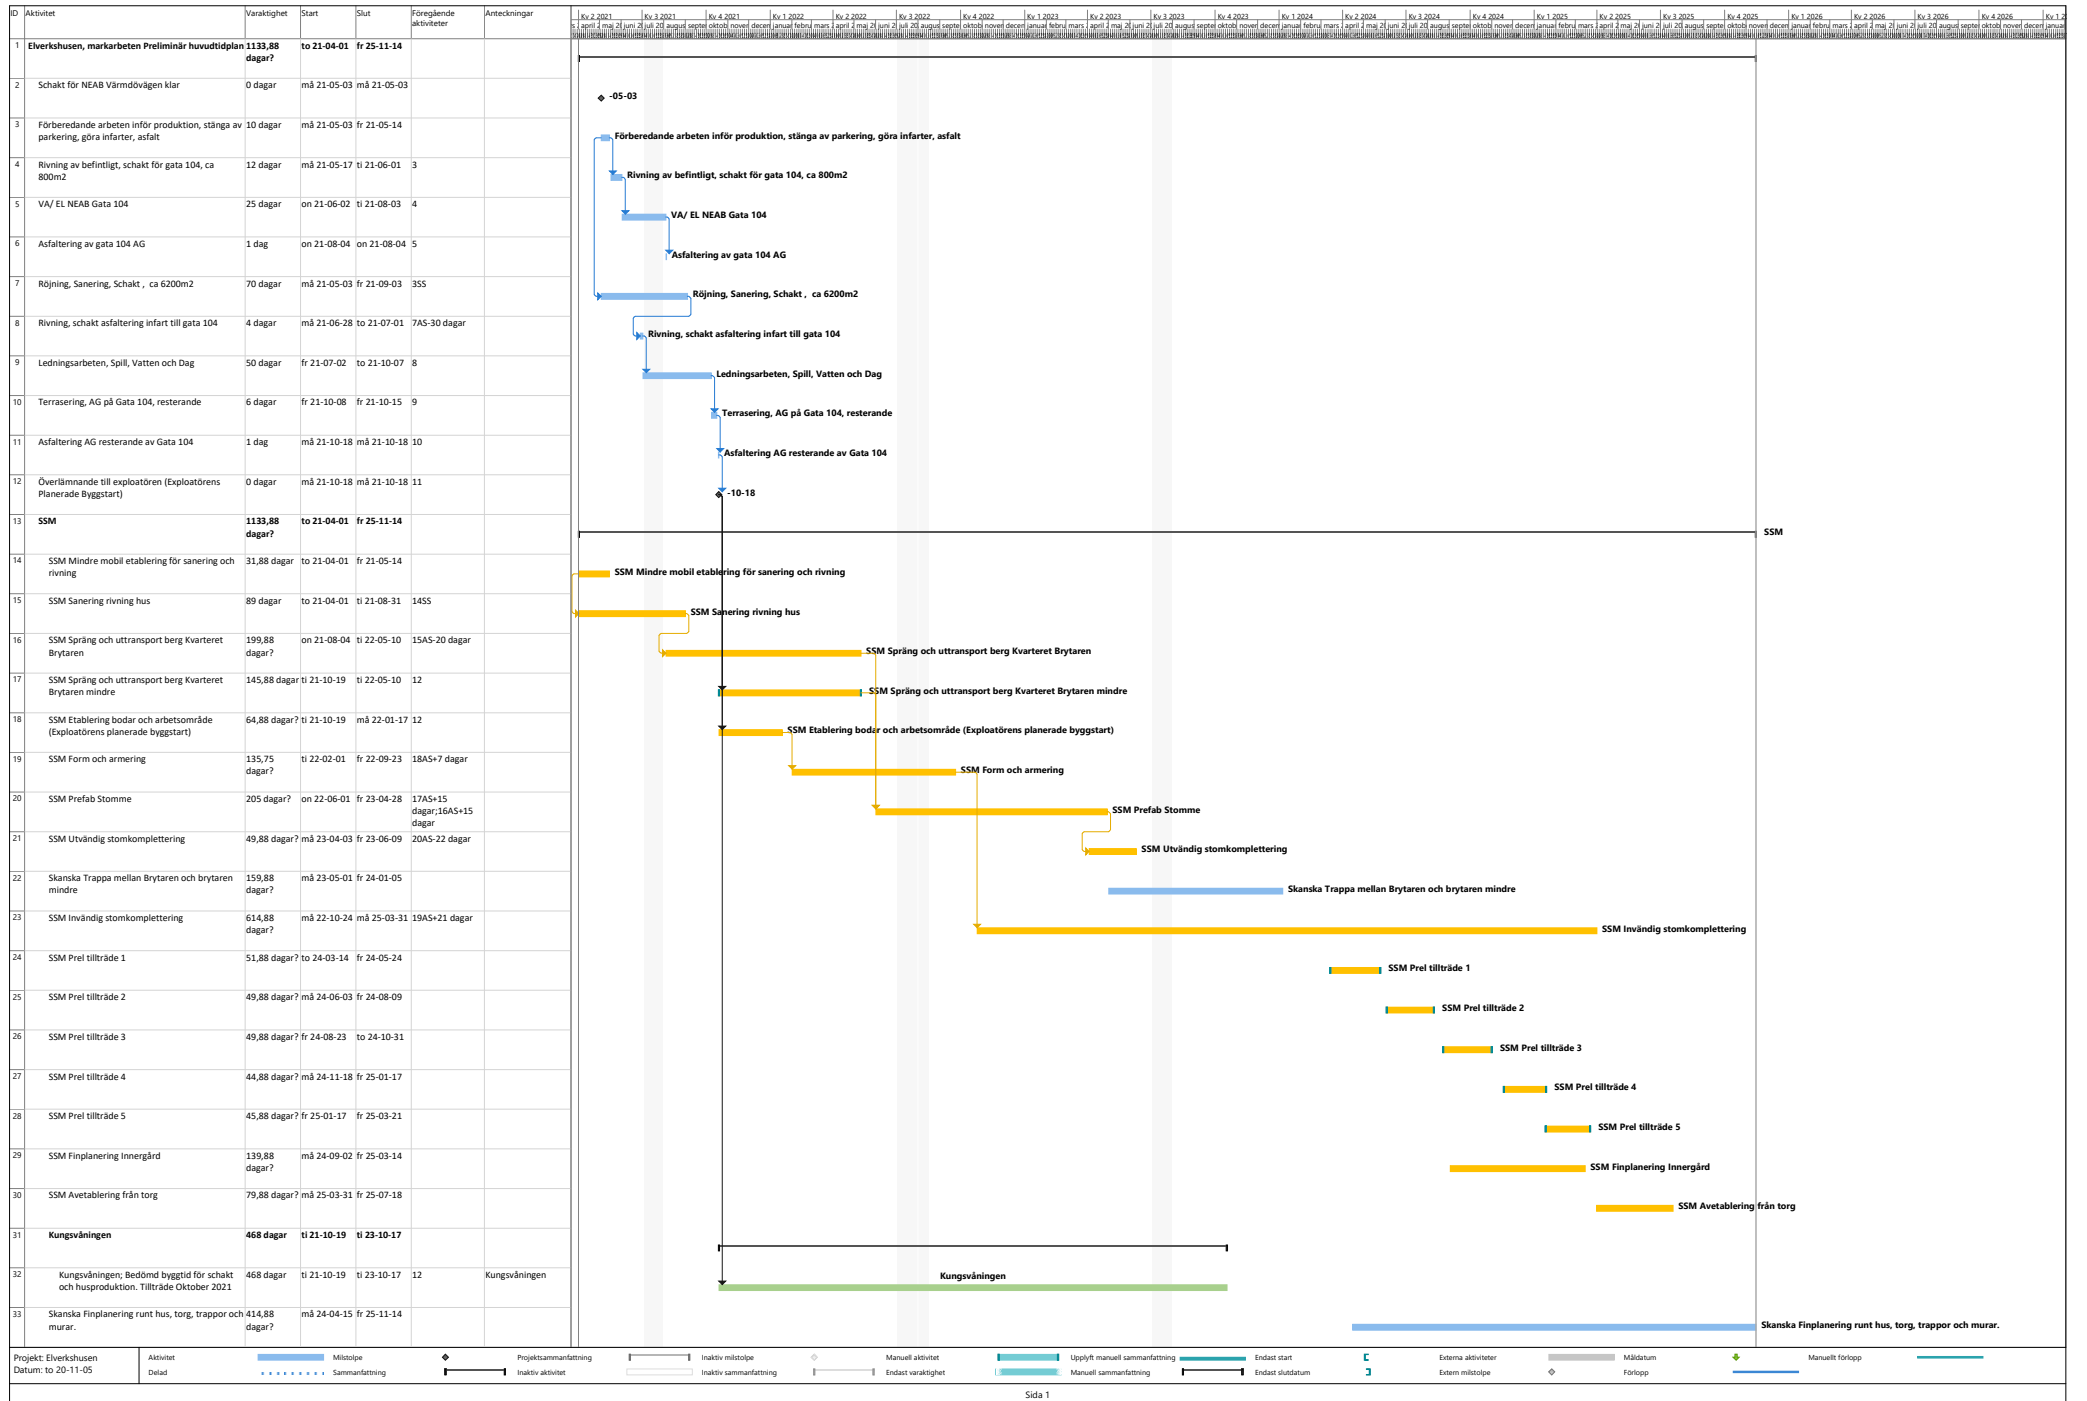 ID Aktivitet Varaktighet Start Slut Föregående aktiviteter Anteckningar
Kv 2 2021 Kv 3 2021 Kv 4 2021 Kv 1 2022 Kv 2 2022 Kv 3 2022 Kv 4 2022 Kv 1 2023 Kv 2 2023 Kv 3 2023 Kv 4 2023 Kv 1 2024 Kv 2 2024 Kv 3 2024 Kv 4 2024 Kv 1 2025 Kv 2 2025 Kv 3 2025 Kv 4 2025 Kv 1 2026 Kv 2 2026 Kv 3 2026 Kv 4 2026
1 Elverkshusen, markarbeten Preliminär huvudtidplan 1133,88 dagar? to 21-04-01 fr 25-11-14
2 Schakt för NEAB Värmdövägen klar 0 dagar må 21-05-03 må 21-05-03
-05-03
3 Förberedande arbeten inför produktion, stänga av parkering, göra infarter, asfalt 10 dagar må 21-05-03 fr 21-05-14
Förberedande arbeten inför produktion, stänga av parkering, göra infarter, asfalt
4 Rivning av befintligt, schakt för gata 104, ca 800m2 12 dagar må 21-05-17 ti 21-06-01 3
Rivning av befintligt, schakt för gata 104, ca 800m2
5 VA/ EL NEAB Gata 104 25 dagar on 21-06-02 ti 21-08-03 4
VA/ EL NEAB Gata 104
6 Asfaltering av gata 104 AG 1 dag on 21-08-04 on 21-08-04 5
Asfaltering av gata 104 AG
7 Röjning, Sanering, Schakt , ca 6200m2 70 dagar må 21-05-03 fr 21-09-03 3SS
Röjning, Sanering, Schakt , ca 6200m2
8 Rivning, schakt asfaltering infart till gata 104 4 dagar må 21-06-28 to 21-07-01 7AS-30 dagar
Rivning, schakt asfaltering infart till gata 104
9 Ledningsarbeten, Spill, Vatten och Dag 50 dagar fr 21-07-02 to 21-10-07 8
Ledningsarbeten, Spill, Vatten och Dag
10 Terrasering, AG på Gata 104, resterande 6 dagar fr 21-10-08 fr 21-10-15 9
Terrasering, AG på Gata 104, resterande
11 Asfaltering AG resterande av Gata 104 1 dag må 21-10-18 må 21-10-18 10
Asfaltering AG resterande av Gata 104
12 Överlämnande till exploatören (Exploatörens Planerade Byggstart) 0 dagar må 21-10-18 må 21-10-18 11
-10-18
13 SSM 1133,88 dagar? to 21-04-01 fr 25-11-14
SSM
14 SSM Mindre mobil etablering för sanering och rivning 31,88 dagar to 21-04-01 fr 21-05-14
SSM Mindre mobil etablering för sanering och rivning
15 SSM Sanering rivning hus 89 dagar to 21-04-01 ti 21-08-31 14SS
SSM Sanering rivning hus
16 SSM Spräng och uttransport berg Kvarteret Brytaren 199,88 dagar? on 21-08-04 ti 22-05-10 15AS-20 dagar
SSM Spräng och uttransport berg Kvarteret Brytaren
17 SSM Spräng och uttransport berg Kvarteret Brytaren mindre 145,88 dagar ti 21-10-19 ti 22-05-10 12
SSM Spräng och uttransport berg Kvarteret Brytaren mindre
18 SSM Etablering bodar och arbetsområde (Exploatörens planerade byggstart) 64,88 dagar? ti 21-10-19 må 22-01-17 12
SSM Etablering bodar och arbetsområde (Exploatörens planerade byggstart)
19 SSM Form och armering 135,75 dagar? ti 22-02-01 fr 22-09-23 18AS+7 dagar
SSM Form och armering
20 SSM Prefab Stomme 205 dagar? on 22-06-01 fr 23-04-28 17AS+15 dagar;16AS+15 dagar
SSM Prefab Stomme
21 SSM Utvändig stomkomplettering 49,88 dagar? må 23-04-03 fr 23-06-09 20AS-22 dagar
SSM Utvändig stomkomplettering
22 Skanska Trappa mellan Brytaren och brytaren mindre 159,88 dagar? må 23-05-01 fr 24-01-05
Skanska Trappa mellan Brytaren och brytaren mindre
23 SSM Invändig stomkomplettering 614,88 dagar? må 22-10-24 må 25-03-31 19AS+21 dagar
SSM Invändig stomkomplettering
24 SSM Prel tillträde 1 51,88 dagar? to 24-03-14 fr 24-05-24
SSM Prel tillträde 1
25 SSM Prel tillträde 2 49,88 dagar? må 24-06-03 fr 24-08-09
SSM Prel tillträde 2
26 SSM Prel tillträde 3 49,88 dagar? fr 24-08-23 to 24-10-31
SSM Prel tillträde 3
27 SSM Prel tillträde 4 44,88 dagar? må 24-11-18 fr 25-01-17
SSM Prel tillträde 4
28 SSM Prel tillträde 5 45,88 dagar? fr 25-01-17 fr 25-03-21
SSM Prel tillträde 5
29 SSM Finplanering Innergård 139,88 dagar? må 24-09-02 fr 25-03-14
SSM Finplanering Innergård
30 SSM Avetablering från torg 79,88 dagar? må 25-03-31 fr 25-07-18
SSM Avetablering från torg
31 Kungsvåningen 468 dagar ti 21-10-19 ti 23-10-17
32 Kungsvåningen; Bedömd byggtid för schakt och husproduktion. Tillträde Oktober 2021 468 dagar ti 21-10-19 ti 23-10-17 12 Kungsvåningen
Kungsvåningen
33 Skanska Finplanering runt hus, torg, trappor och murar. 414,88 dagar? må 24-04-15 fr 25-11-14
Skanska Finplanering runt hus, torg, trappor och murar.
Projekt: Elverkshusen
Datum: to 20-11-05
Aktivitet Milstolpe Projektsammanfattning Inaktiv milstolpe Manuell aktivitet Upplyft manuell sammanfattning Endast start Externa aktiviteter Måldatum Manuellt förlopp
Delad Sammanfattning Inaktiv aktivitet Inaktiv sammanfattning Endast varaktighet Manuell sammanfattning Endast slutdatum Extern milstolpe Förlopp
Sida 1